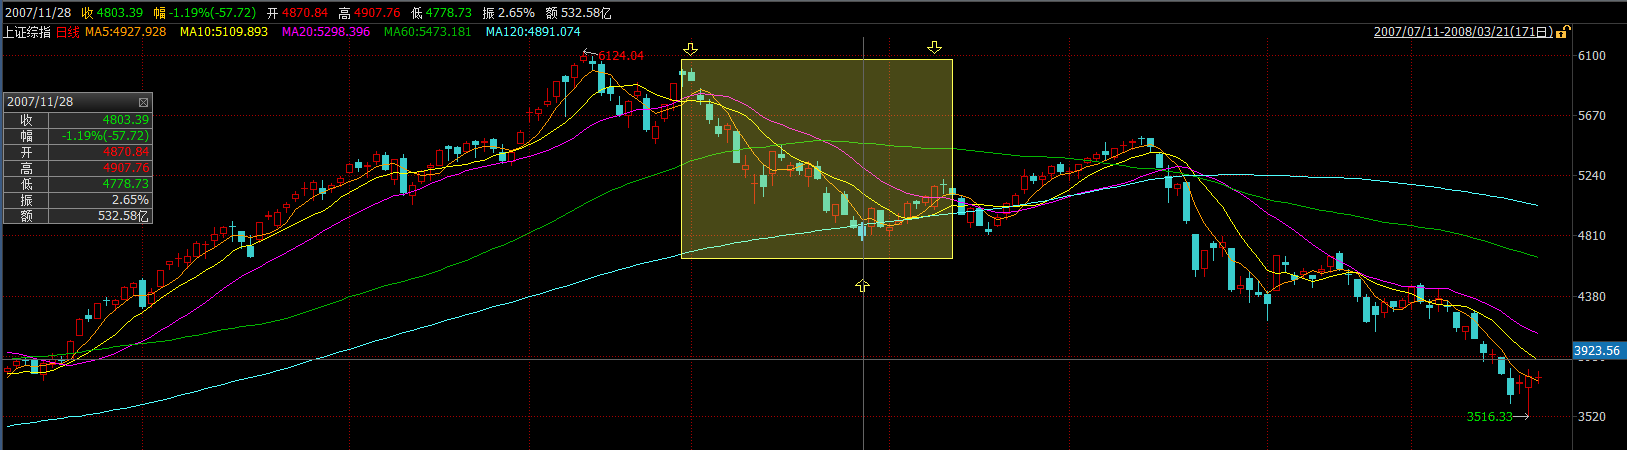 2007/11/28 收 4803.39 幅 -1.19%(-57.72) 开 4870.84 高 4907.76 低 4778.73 振 2.65% 额 532.58亿
上证综指 日线 MA5:4927.928 MA10:5109.893 MA20:5298.396 MA60:5473.181 MA120:4891.074 2007/07/11-2008/03/21(171日)
6124.04
6100
2007/11/28
收 4803.39
幅 -1.19%(-57.72)
开 4870.84
高 4907.76
低 4778.73
振 2.65%
额 532.58亿
5670
5240
4810
4380
3923.56
3516.33
3520